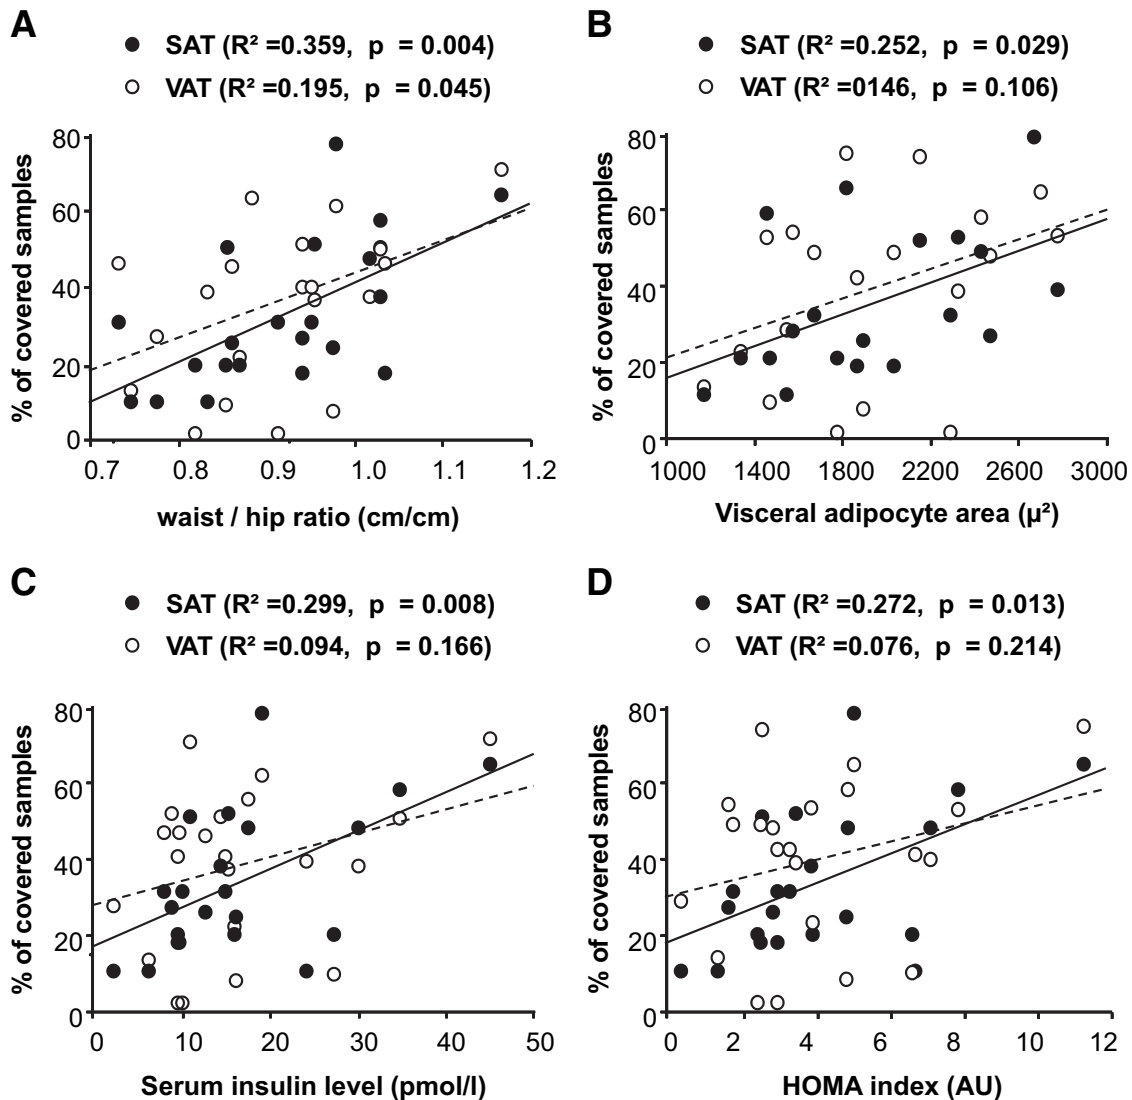 A
SAT (R² =0.359, p = 0.004)
VAT (R² =0.195, p = 0.045)
% of covered samples
80
60
40
20
0
0.7 0.8 0.9 1.0 1.1 1.2
waist / hip ratio (cm/cm)
B
SAT (R² =0.252, p = 0.029)
VAT (R² =0146, p = 0.106)
% of covered samples
80
60
40
20
0
1000 1400 1800 2200 2600 3000
Visceral adipocyte area (µ²)
C
SAT (R² =0.299, p = 0.008)
VAT (R² =0.094, p = 0.166)
% of covered samples
80
60
40
20
0
0 10 20 30 40 50
Serum insulin level (pmol/l)
D
SAT (R² =0.272, p = 0.013)
VAT (R² =0.076, p = 0.214)
% of covered samples
80
60
40
20
0
0 2 4 6 8 10 12
HOMA index (AU)